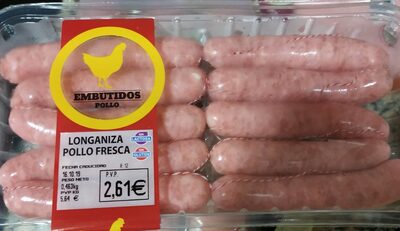 EMBUTIDOS
POLLO
LONGANIZA
POLLO FRESCA
FECHA CADUCIDAD
16.10.19
PESO NETO
0,463kg
PVP KG
5,64 €
P.V.P.
2,61€